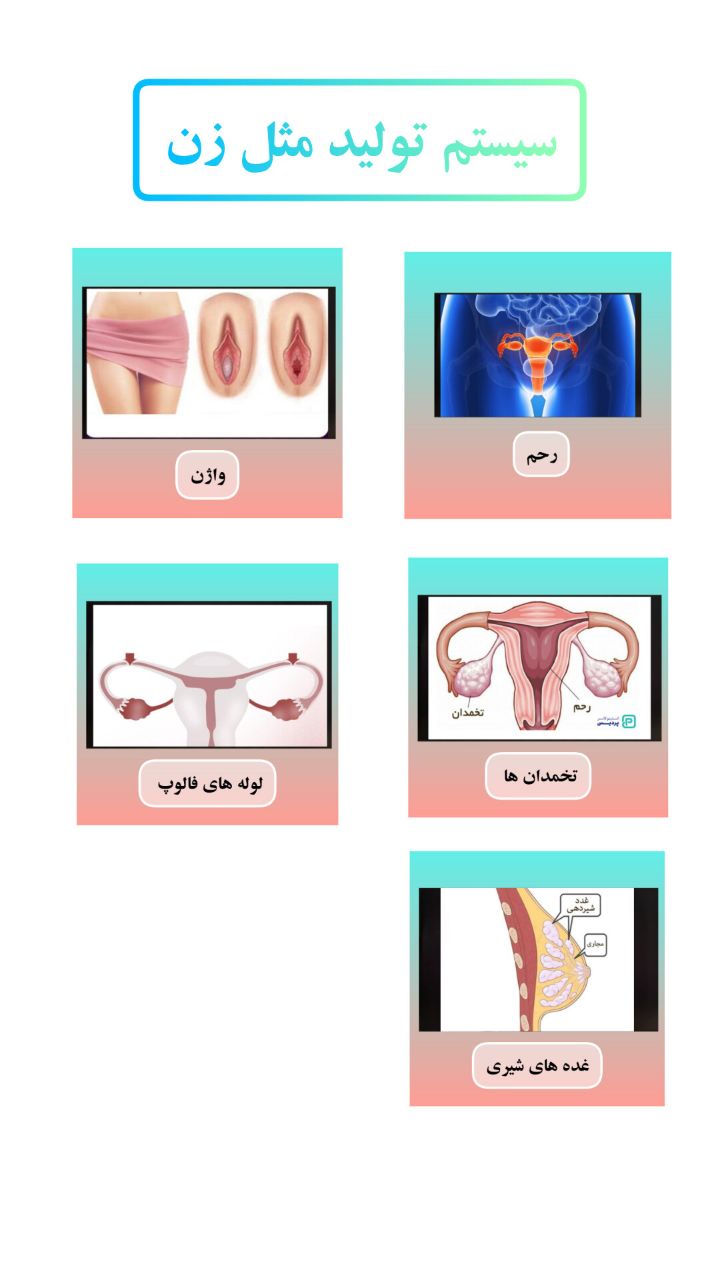 سیستم تولید مثل زن
رحم
واژن
رحم
تخمدان
پردیس
تخمدان ها
لوله های فالوپ
غدد
شیردهی
مجاری
غده های شیری